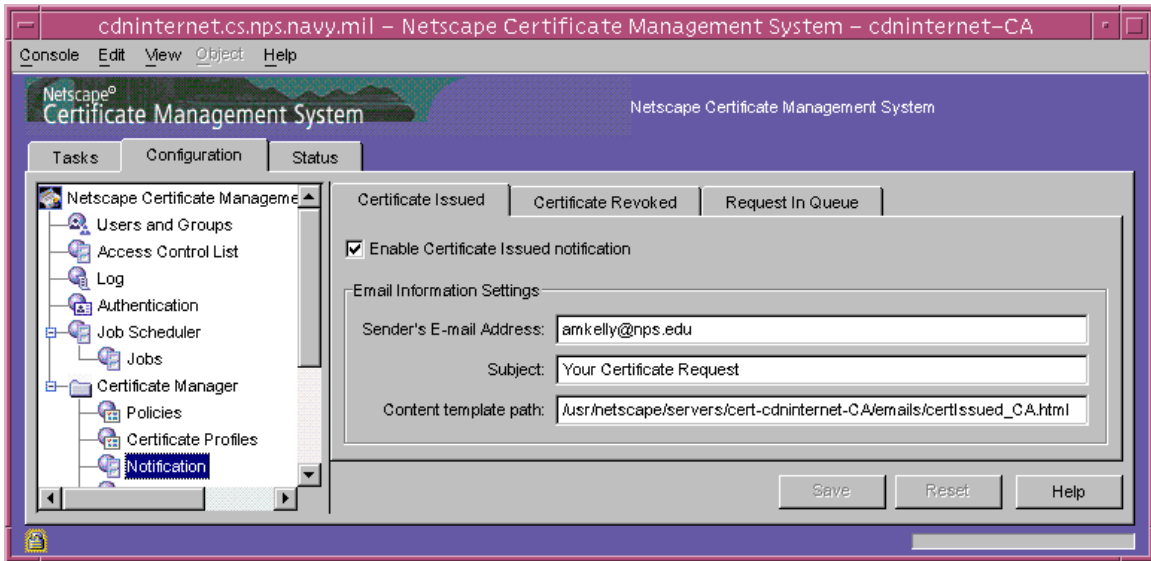 cdninternet.cs.nps.navy.mil – Netscape Certificate Management System – cdninternet–CA
Console Edit View Object Help
Netscape®
Certificate Management System
Netscape Certificate Management System
Tasks Configuration Status
Netscape Certificate Manageme
Users and Groups
Access Control List
Log
Authentication
Job Scheduler
Jobs
Certificate Manager
Policies
Certificate Profiles
Notification
Certificate Issued Certificate Revoked Request In Queue
Enable Certificate Issued notification
Email Information Settings
Sender's E-mail Address: amkelly@nps.edu
Subject: Your Certificate Request
Content template path: /usr/netscape/servers/cert-cdninternet-CA/emails/certIssued_CA.html
Save Reset Help